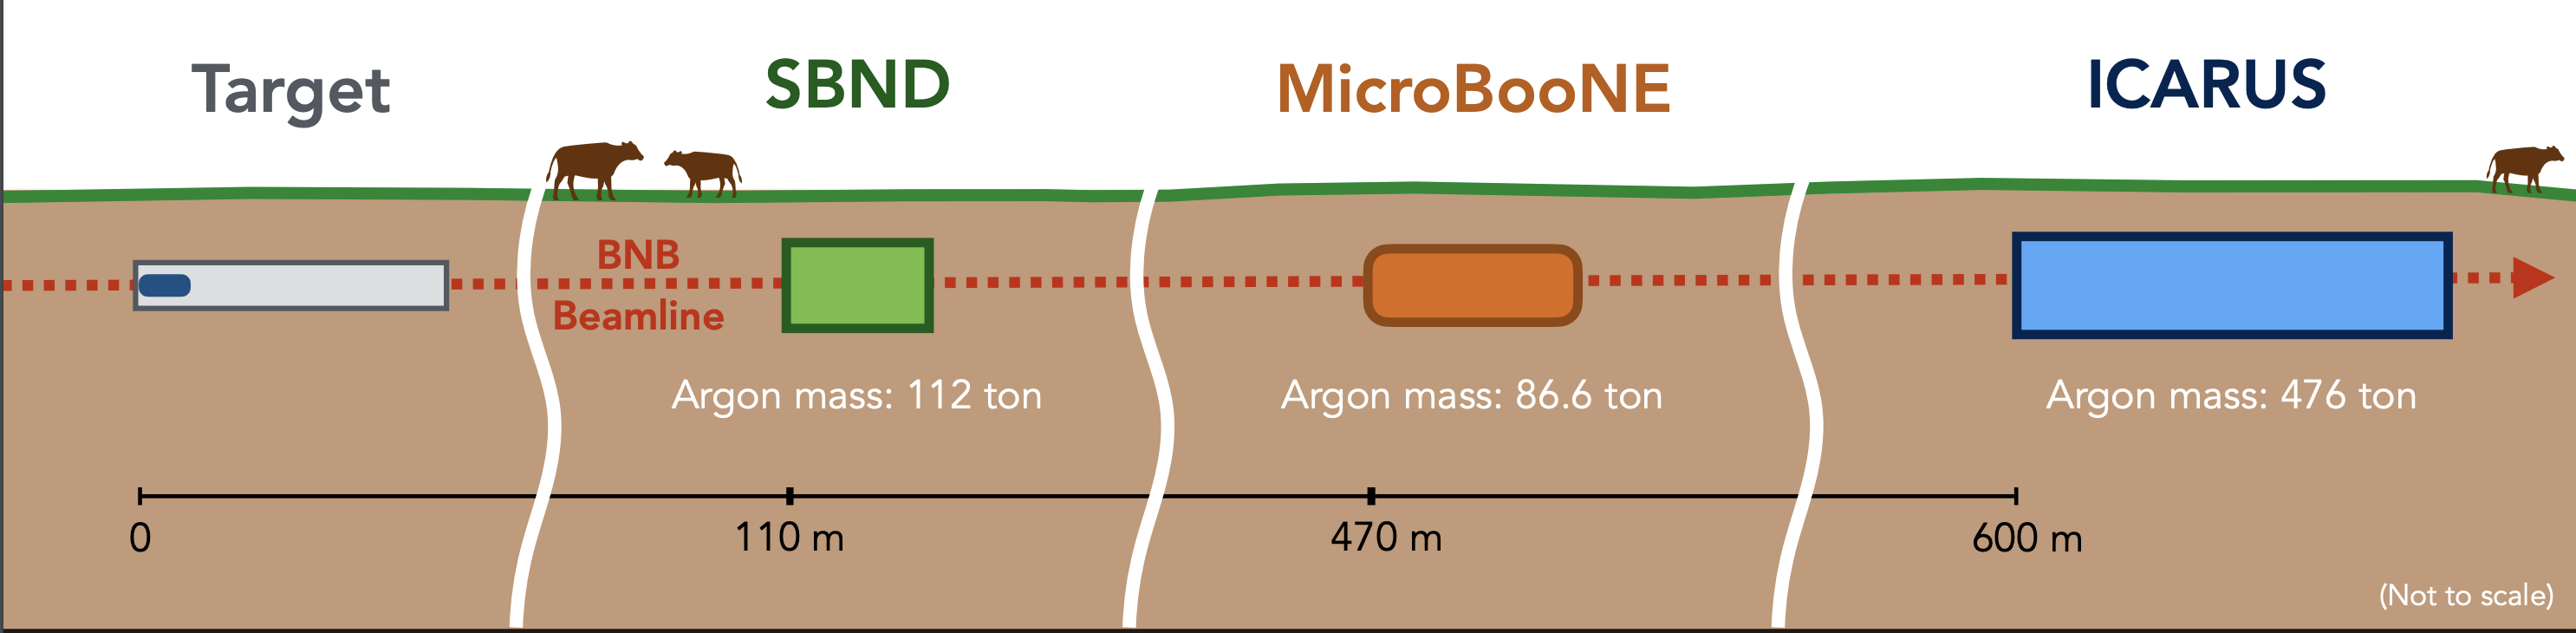 Target
SBND
MicroBooNE
ICARUS
BNB
Beamline
Argon mass: 112 ton
Argon mass: 86.6 ton
Argon mass: 476 ton
0
110 m
470 m
600 m
(Not to scale)